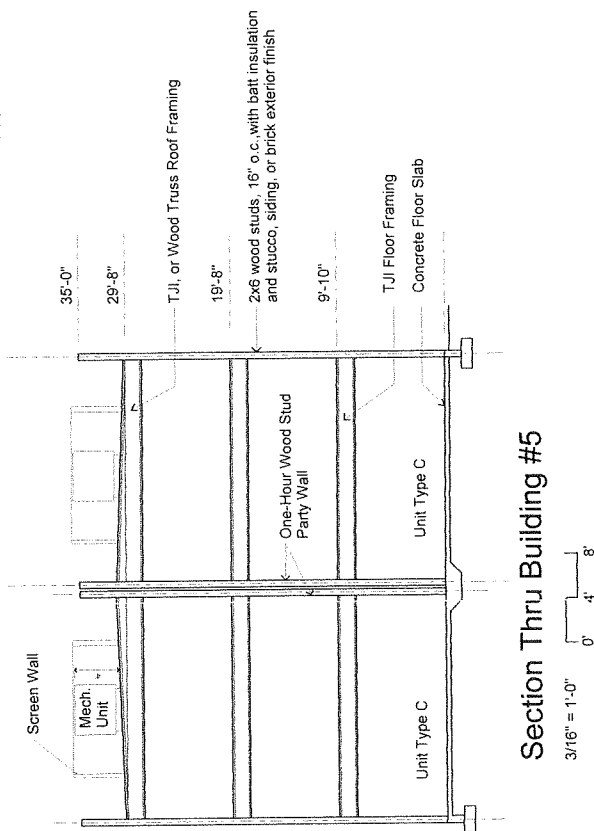 Screen Wall
Mech.
Unit
35'-0"
29'-8"
TJI, or Wood Truss Roof Framing
19'-8"
2x6 wood studs, 16" o.c.,with batt insulation
and stucco, siding, or brick exterior finish
One-Hour Wood Stud
Party Wall
9'-10"
TJI Floor Framing
Concrete Floor Slab
Unit Type C
Unit Type C
Section Thru Building #5
3/16" = 1'-0"
0'
4'
8'